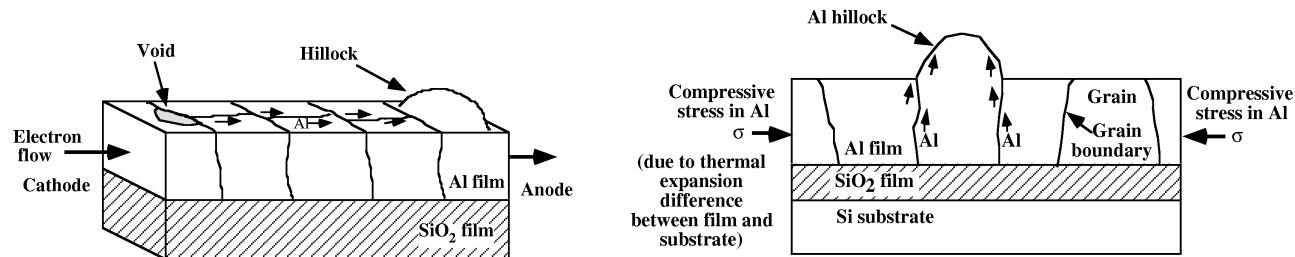 Void
Hillock
Al
Electron
flow
Cathode
Al film
Anode
SiO2 film
Al hillock
Compressive
stress in Al
σ
(due to thermal
expansion
difference
between film and
substrate)
Al film
Al
Al
Grain
Grain
boundary
Compressive
stress in Al
σ
SiO2 film
Si substrate